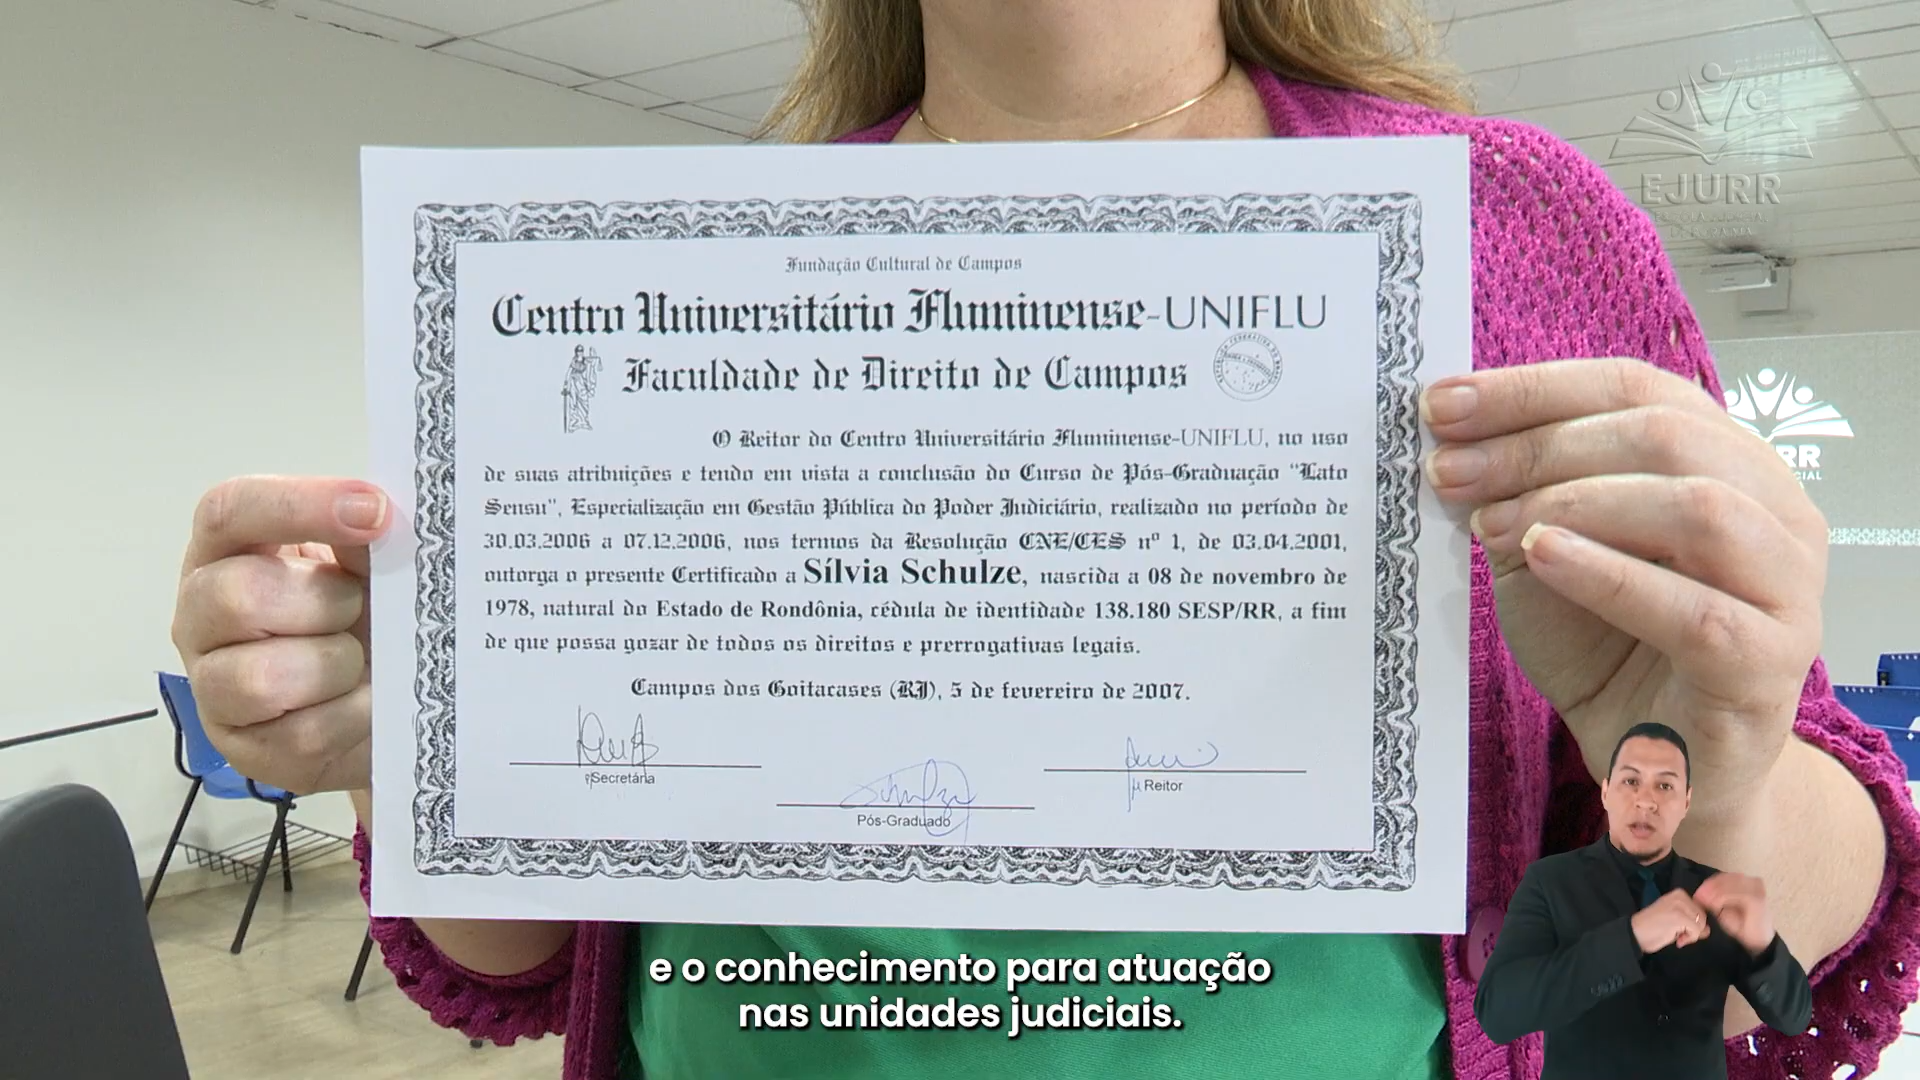 EJURR
Fundação Cultural de Campos
Centro Universitário Fluminense-UNIFLU
Faculdade de Direito de Campos
O Reitor do Centro Universitário Fluminense-UNIFLU, no uso
de suas atribuições e tendo em vista a conclusão do Curso de Pós-Graduação “Lato
Sensu”, Especialização em Gestão Pública do Poder Judiciário, realizado no período de
30.03.2006 a 07.12.2006, nos termos da Resolução CNE/CES nº 1, de 03.04.2001,
outorga o presente Certificado a Sílvia Schulze, nascida a 08 de novembro de
1978, natural do Estado de Rondônia, cédula de identidade 138.180 SESP/RR, a fim
de que possa gozar de todos os direitos e prerrogativas legais.
Campos dos Goitacases (RJ), 5 de fevereiro de 2007.
Secretária
Pós-Graduado
Reitor
e o conhecimento para atuação
nas unidades judiciais.